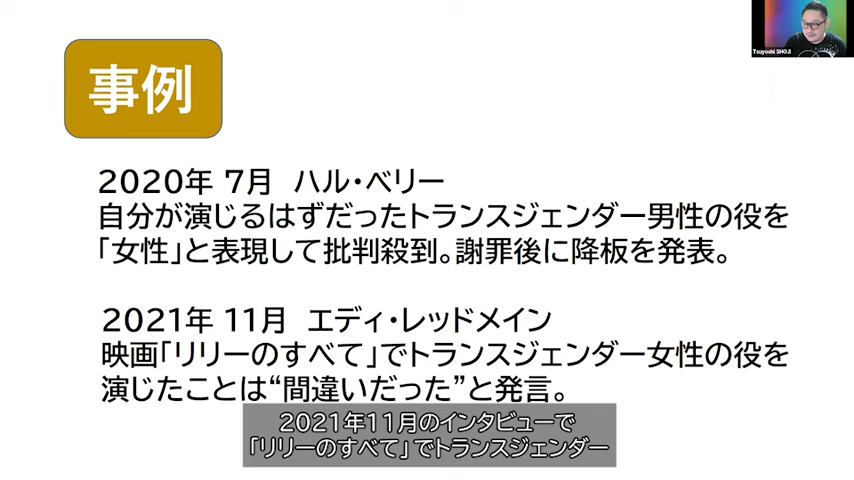 Tsuyoshi SHOJI
事例
2020年 7月 ハル・ベリー
自分が演じるはずだったトランスジェンダー男性の役を
「女性」と表現して批判殺到。謝罪後に降板を発表。
2021年 11月 エディ・レッドメイン
映画「リリーのすべて」でトランスジェンダー女性の役を
演じたことは“間違いだった”と発言。
2021年11月のインタビューで
「リリーのすべて」でトランスジェンダー